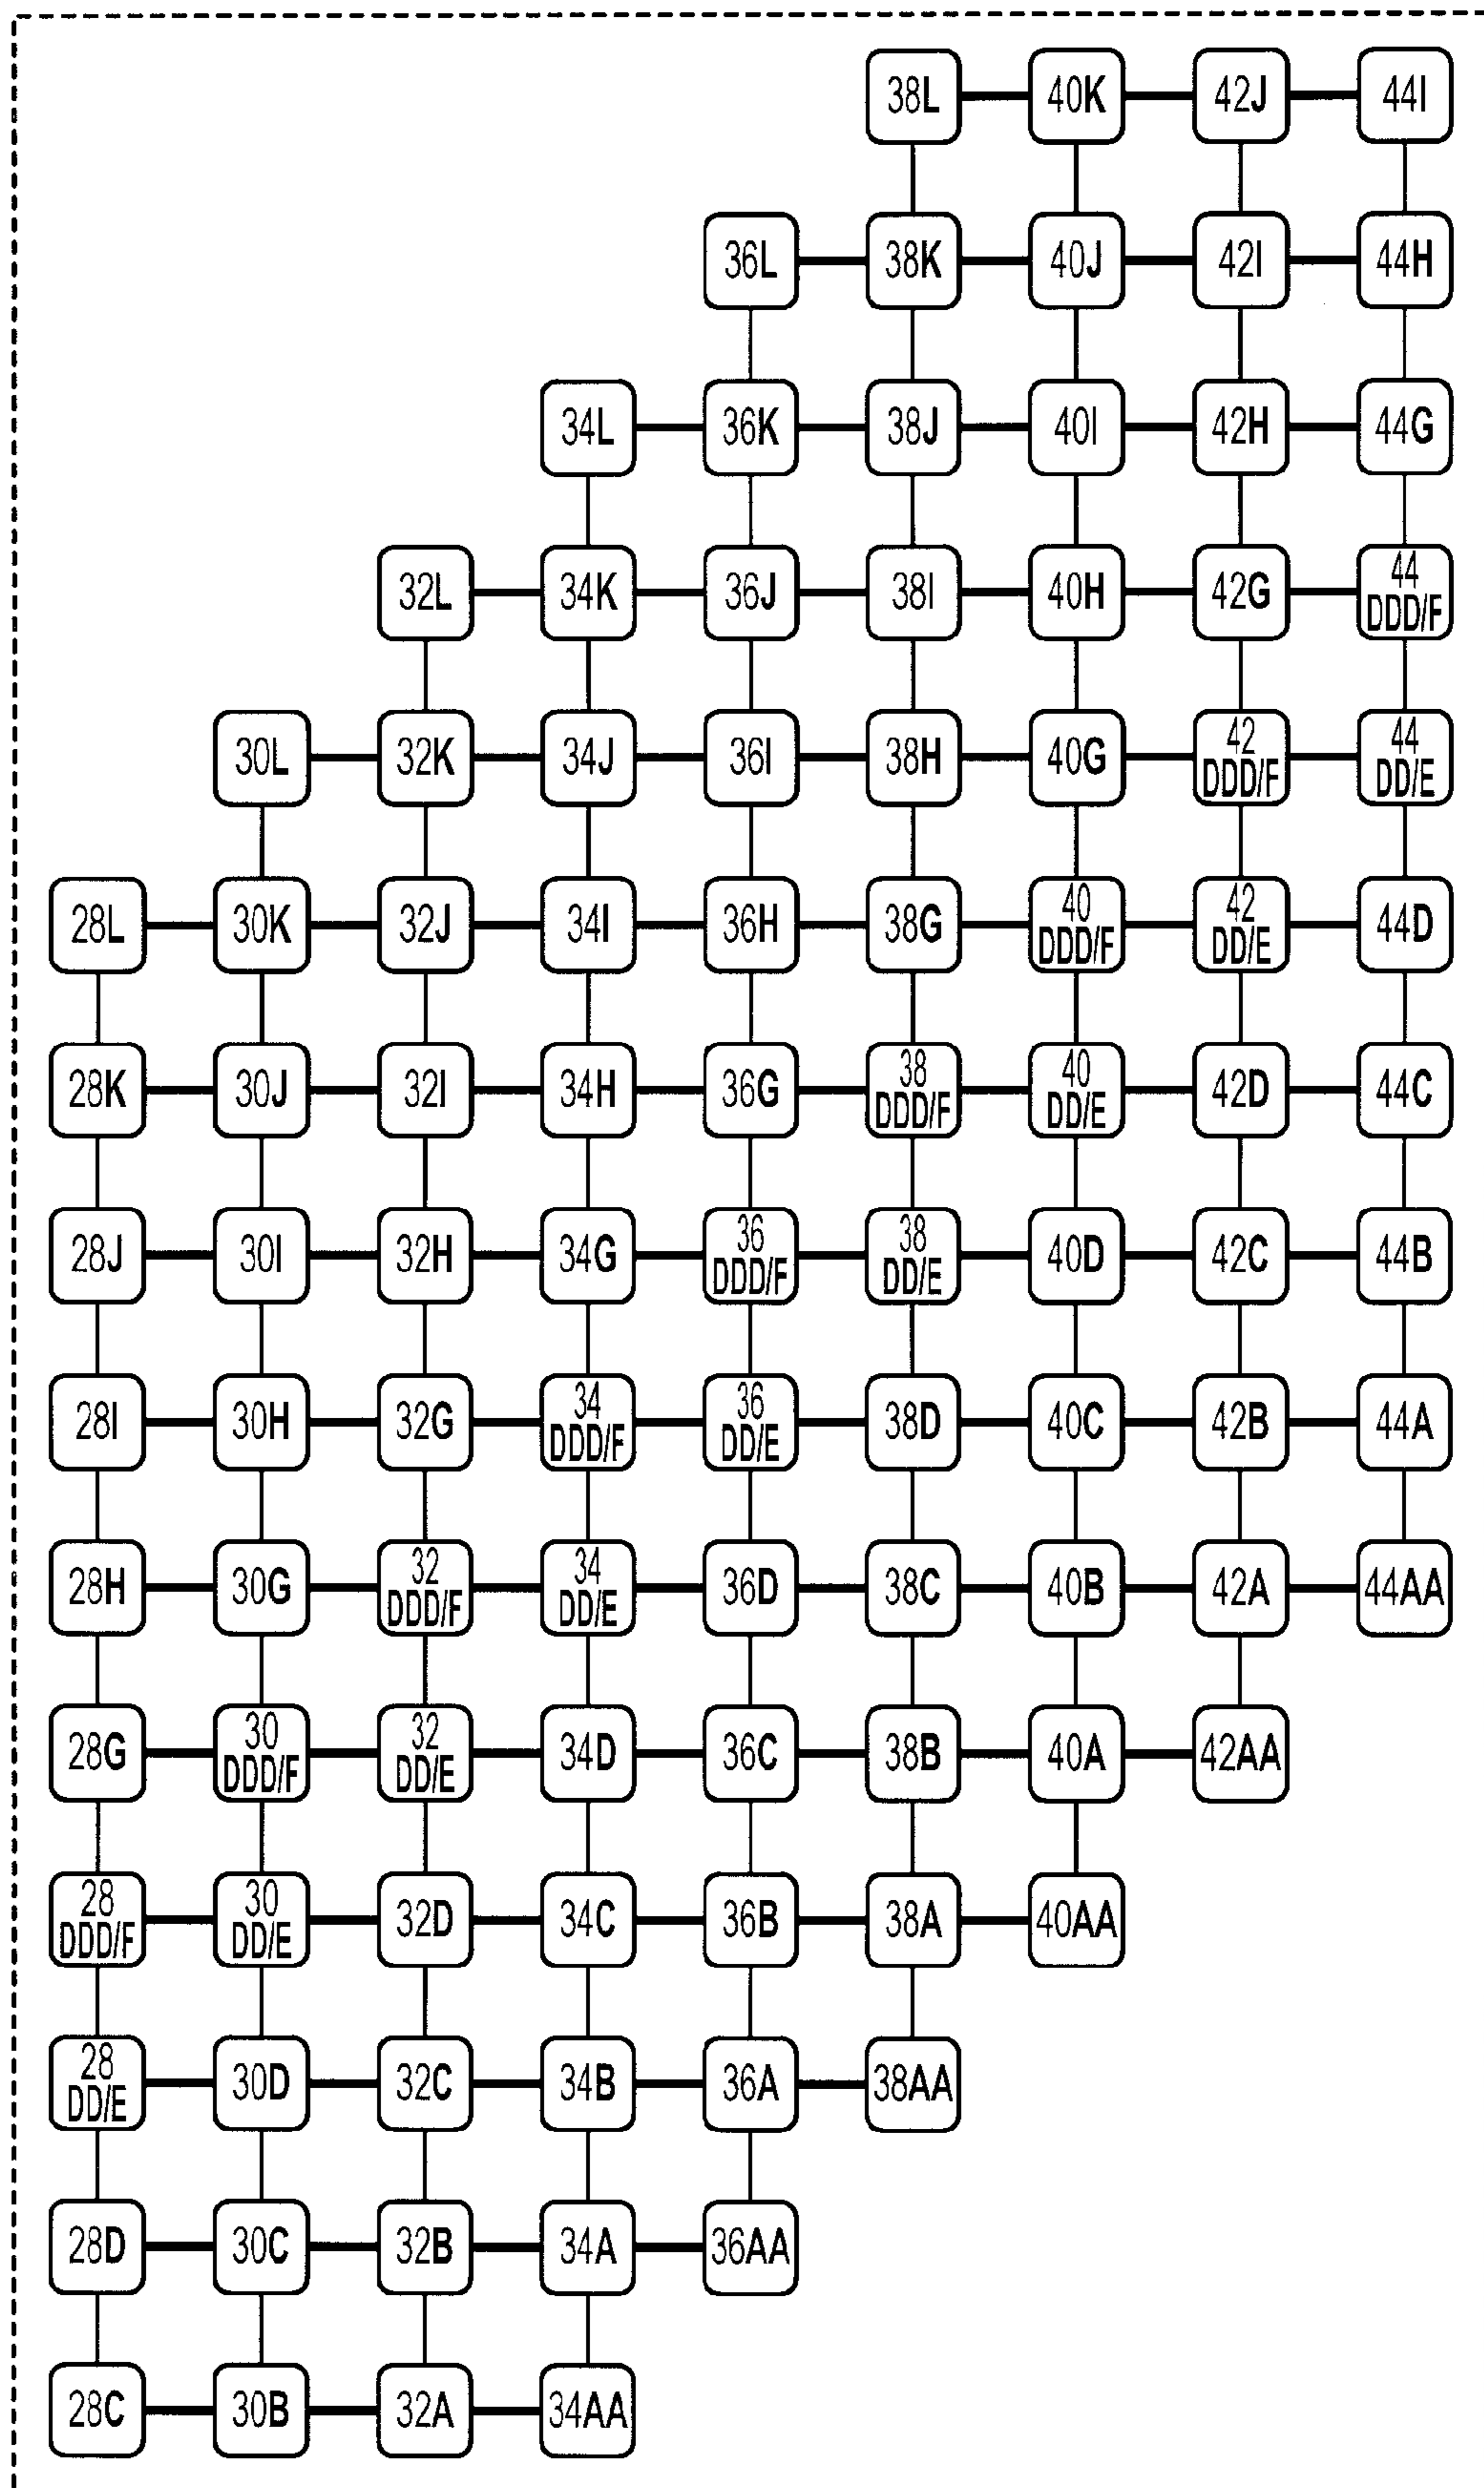 38L 40K 42J 44I
36L 38K 40J 42I 44H
34L 36K 38J 40I 42H 44G
32L 34K 36J 38I 40H 42G 44 DDD/F
30L 32K 34J 36I 38H 40G 42 DDD/F 44 DD/E
28L 30K 32J 34I 36H 38G 40 DDD/F 42 DD/E 44D
28K 30J 32I 34H 36G 38 DDD/F 40 DD/E 42D 44C
28J 30I 32H 34G 36 DDD/F 38 DD/E 40D 42C 44B
28I 30H 32G 34 DDD/F 36 DD/E 38D 40C 42B 44A
28H 30G 32 DDD/F 34 DD/E 36D 38C 40B 42A 44AA
28G 30 DDD/F 32 DD/E 34D 36C 38B 40A 42AA
28 DDD/F 30 DD/E 32D 34C 36B 38A 40AA
28 DD/E 30D 32C 34B 36A 38AA
28D 30C 32B 34A 36AA
28C 30B 32A 34AA